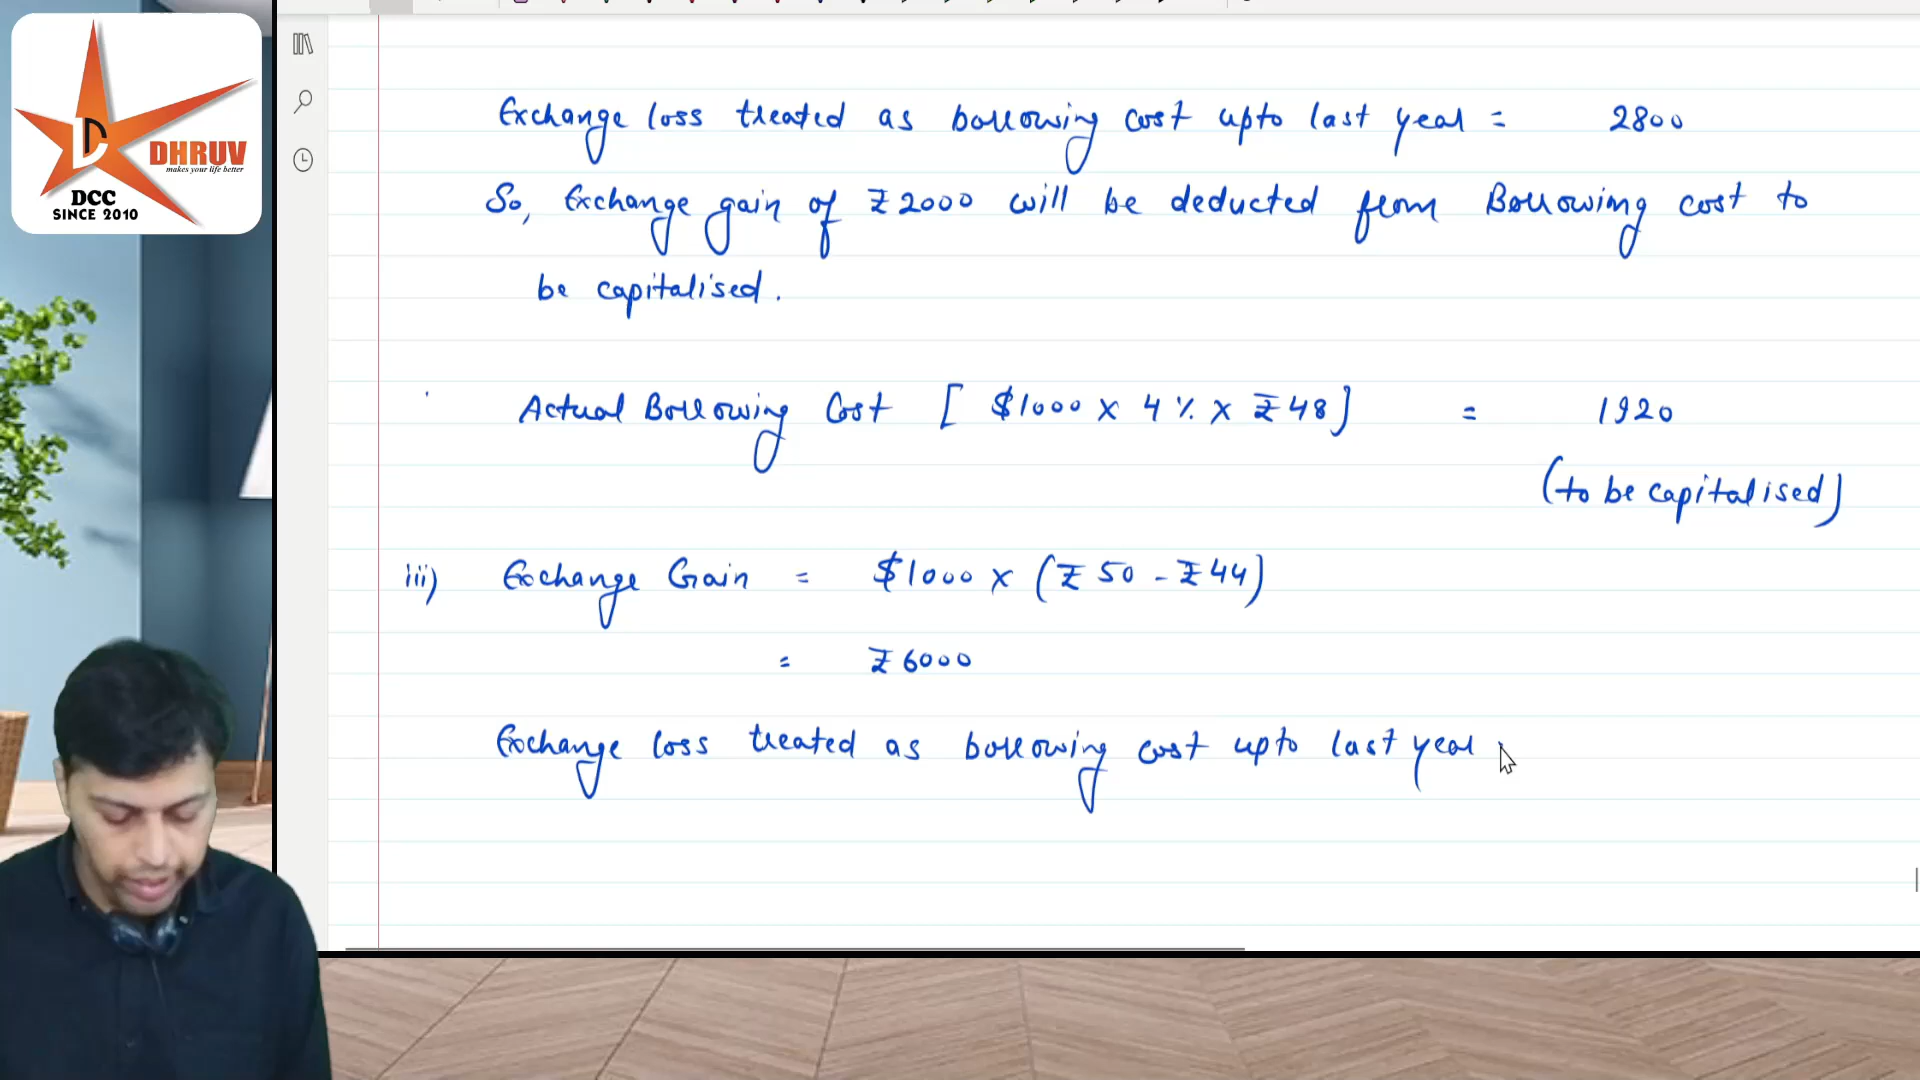 DHRUV
makes your life better
DCC
SINCE 2010
Exchange loss treated as borrowing cost upto last year = 2800
So, Exchange gain of ₹2000 will be deducted from Borrowing cost to
be capitalised.
Actual Borrowing Cost [ $1000 x 4% x ₹48] = 1920
(to be capitalised)
iii) Exchange Gain = $1000 x (₹50 - ₹44)
= ₹6000
Exchange loss treated as borrowing cost upto last year